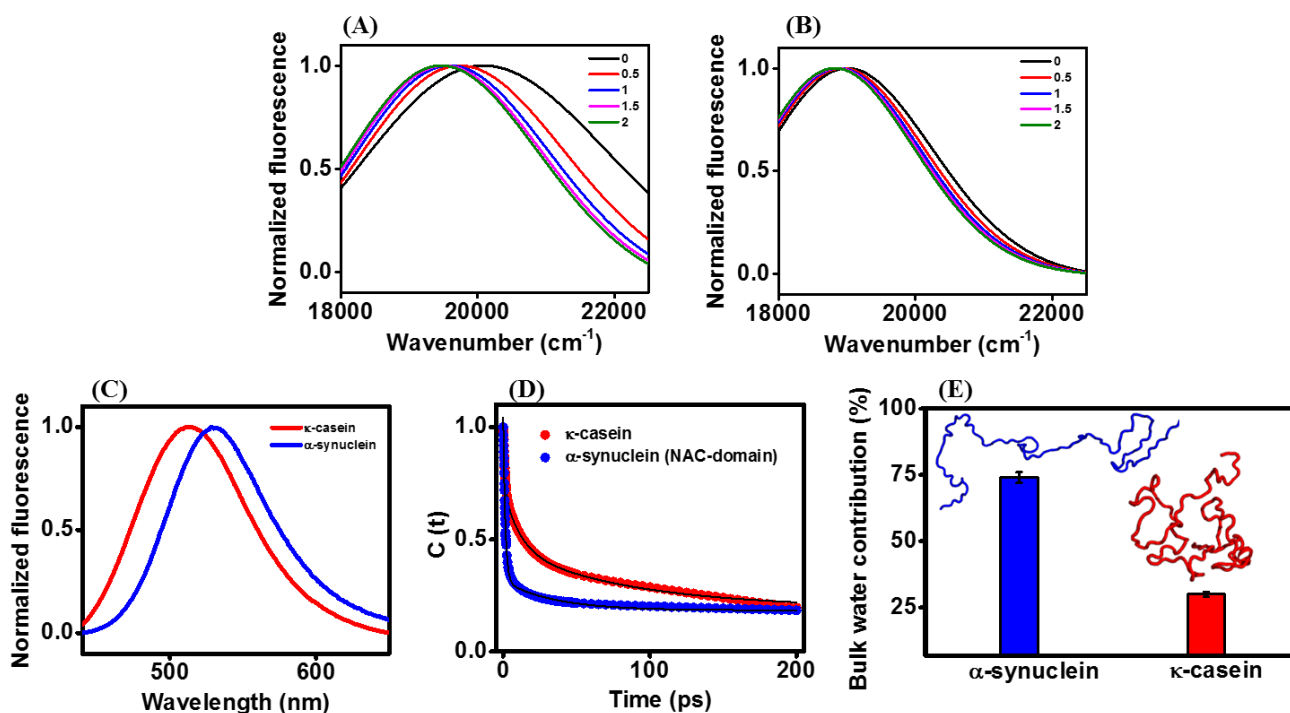 (A)
Normalized fluorescence
1.0
0.5
0.0
0
0.5
1
1.5
2
18000 20000 22000
Wavenumber (cm⁻¹)
(B)
Normalized fluorescence
1.0
0.5
0.0
0
0.5
1
1.5
2
18000 20000 22000
Wavenumber (cm⁻¹)
(C)
Normalized fluorescence
1.0
0.5
0.0
κ-casein
α-synuclein
500 600
Wavelength (nm)
(D)
C (t)
1.0
0.5
0.0
κ-casein
α-synuclein (NAC-domain)
0 100 200
Time (ps)
(E)
Bulk water contribution (%)
100
75
50
25
α-synuclein κ-casein